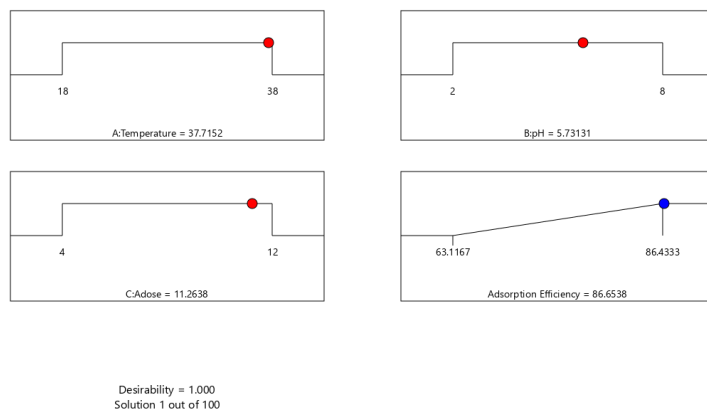 18 38
A:Temperature = 37.7152
2 8
B:pH = 5.73131
4 12
C:Adose = 11.2638
63.1167 86.4333
Adsorption Efficiency = 86.6538
Desirability = 1.000
Solution 1 out of 100